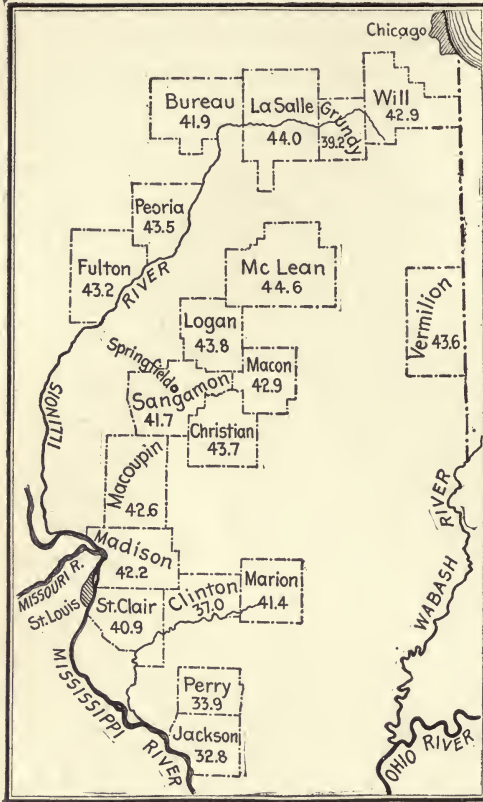 Chicago
Bureau
41.9
LaSalle
44.0
Grundy
39.2
Will
42.9
Peoria
43.5
Fulton
43.2
ILLINOIS RIVER
Mc Lean
44.6
Logan
43.8
Vermilion
43.6
Springfield
Sangamon
41.7
Macon
42.9
Christian
43.7
Macoupin
42.6
Madison
42.2
MISSOURI R.
St. Louis
St. Clair
40.9
Clinton
37.0
Marion
41.4
WABASH RIVER
MISSISSIPPI RIVER
Perry
33.9
Jackson
32.8
OHIO RIVER